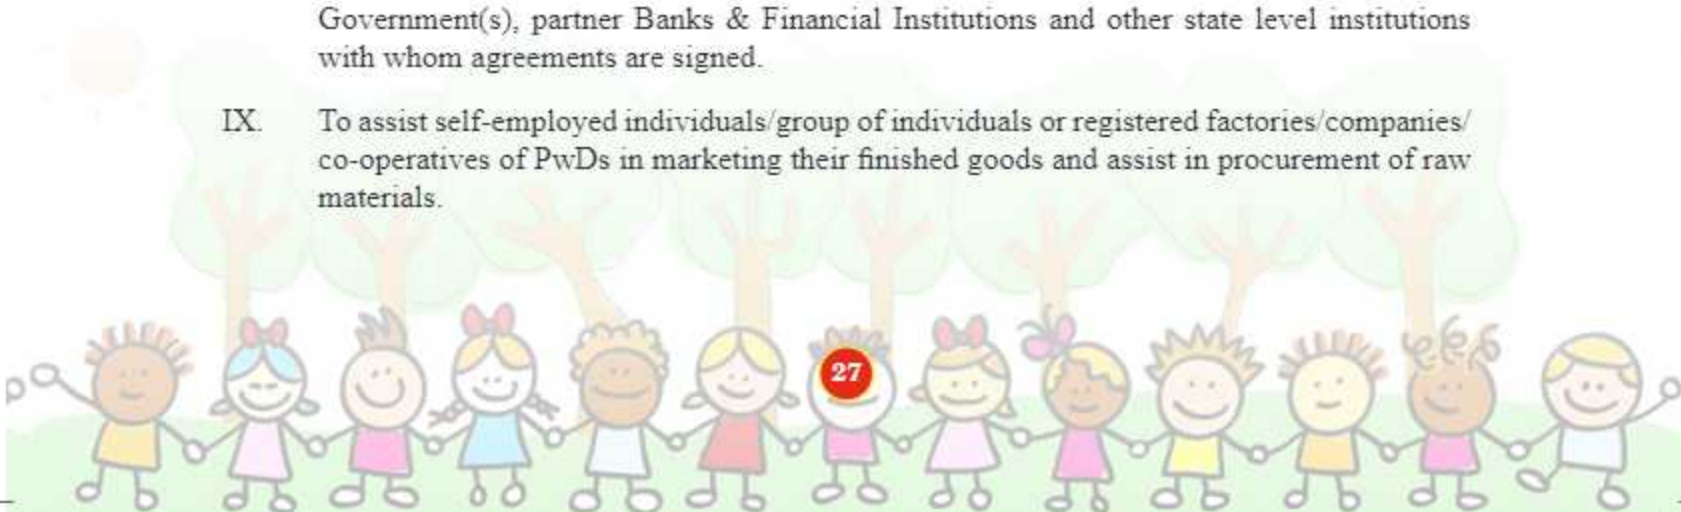 Government(s), partner Banks & Financial Institutions and other state level institutions
with whom agreements are signed.
IX. To assist self-employed individuals/group of individuals or registered factories/companies/
co-operatives of PwDs in marketing their finished goods and assist in procurement of raw
materials.
27